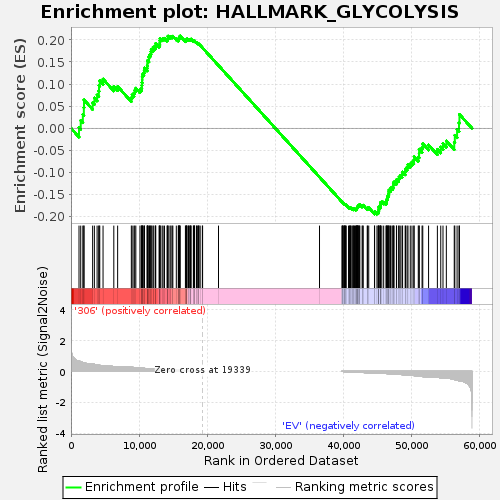 Enrichment plot: HALLMARK_GLYCOLYSIS
Enrichment score (ES)
0.20
0.15
0.10
0.05
0.00
-0.05
-0.10
-0.15
-0.20
Ranked list metric (Signal2Noise)
'306' (positively correlated)
4
2
0
-2
-4
Zero cross at 19339
'EV' (negatively correlated)
0
10,000
20,000
30,000
40,000
50,000
60,000
Rank in Ordered Dataset
Enrichment profile
Hits
Ranking metric scores